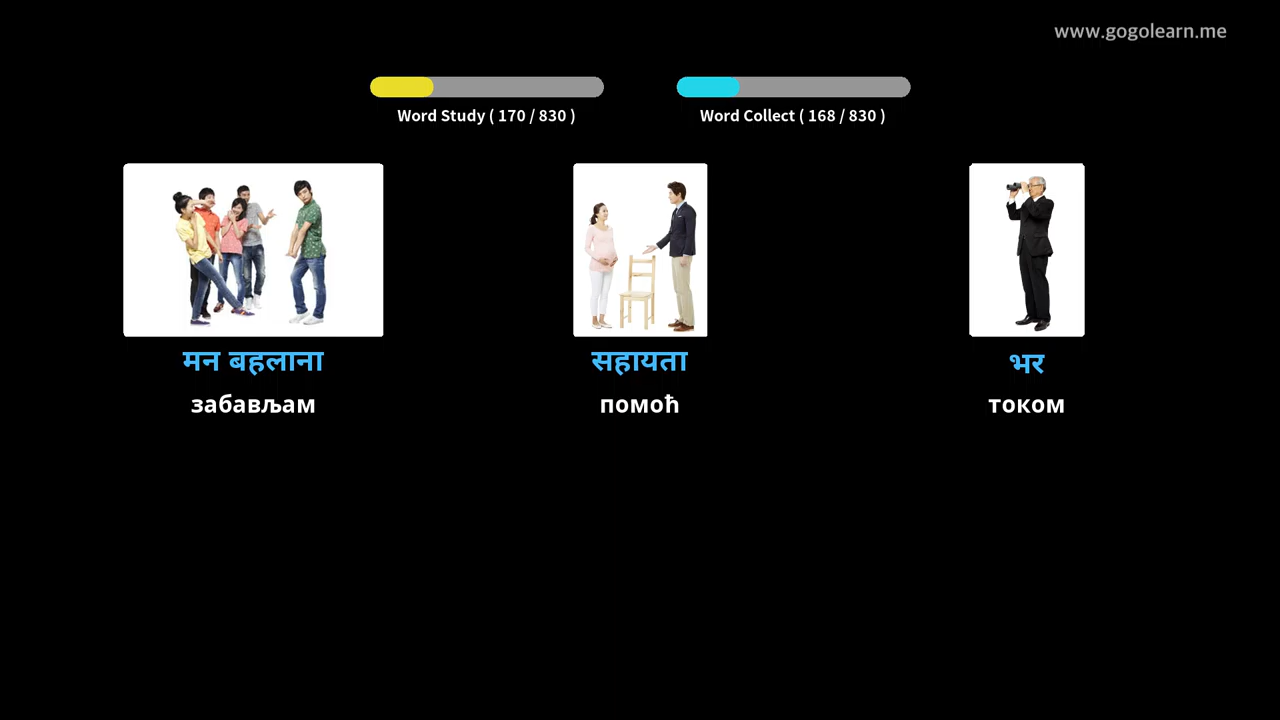 www.gogolearn.me
Word Study ( 170 / 830 )
Word Collect ( 168 / 830 )
मन बहलाना
забављам
सहायता
помоћ
भर
током